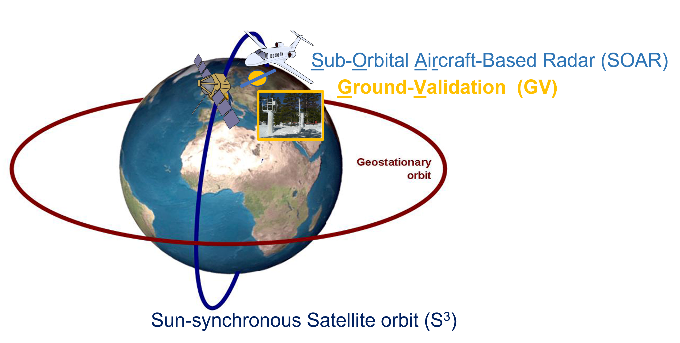 Sub-Orbital Aircraft-Based Radar (SOAR)
Ground-Validation (GV)
Geostationary
orbit
Sun-synchronous Satellite orbit (S³)